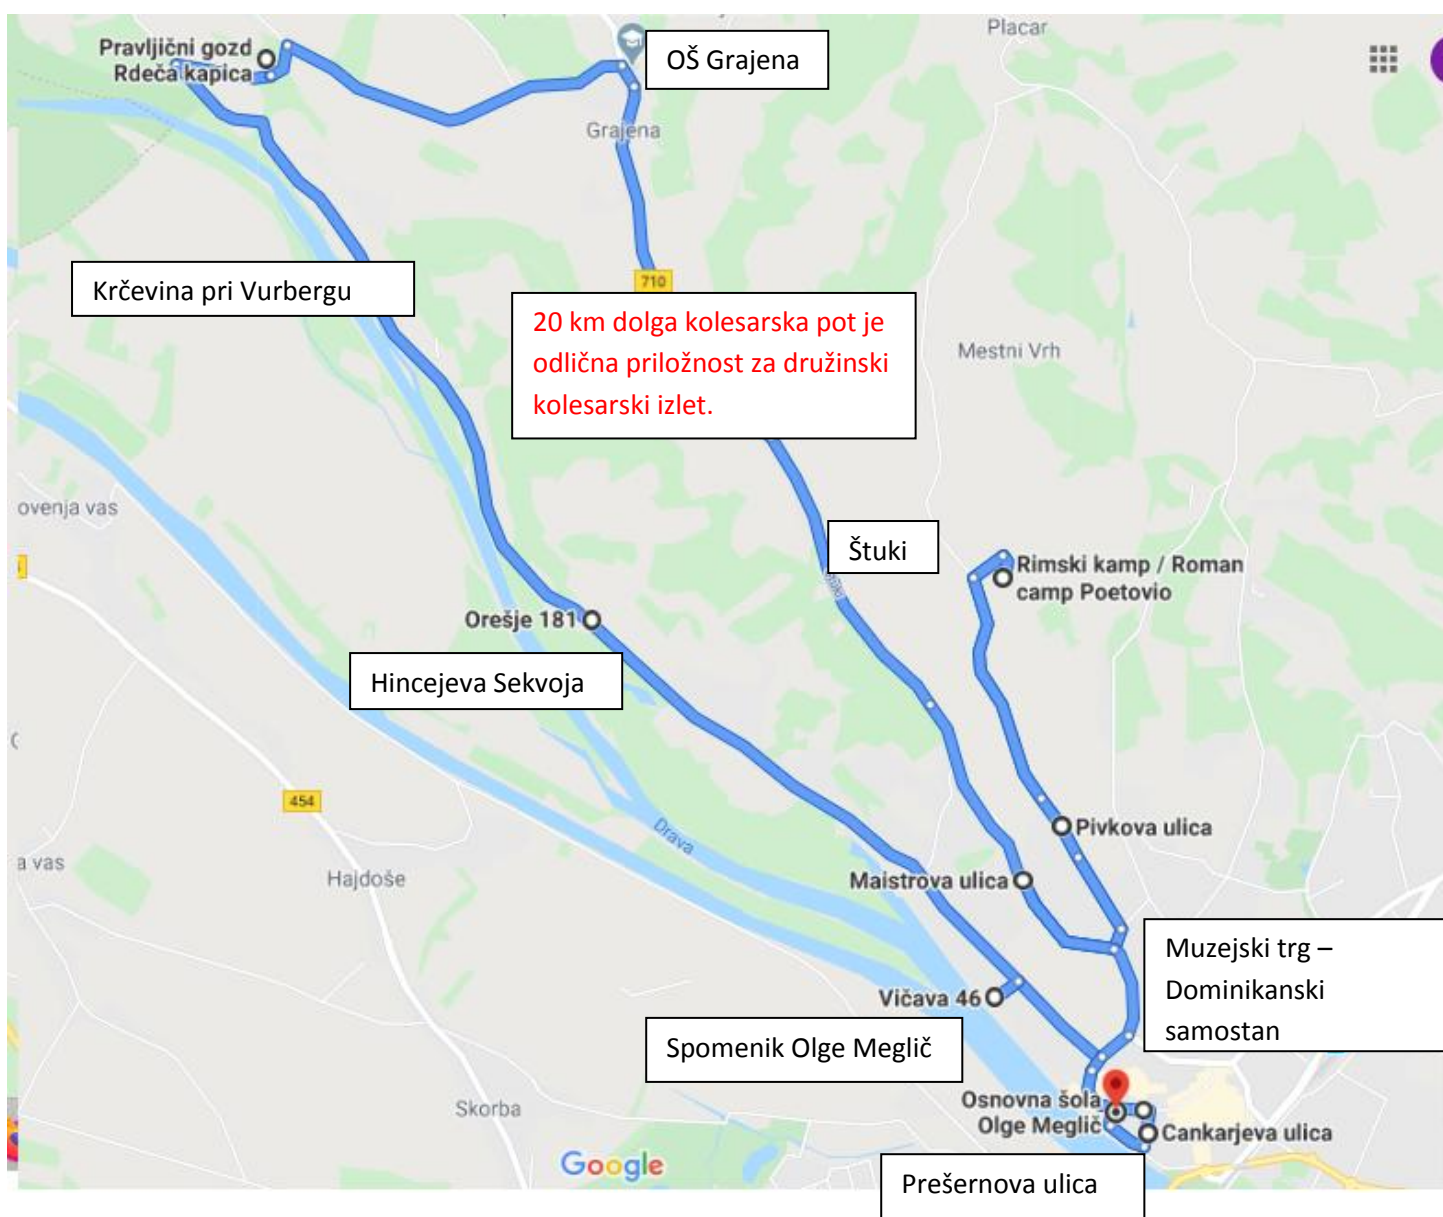 Placar
Pravljični gozd
Rdeča kapica
OŠ Grajena
Grajena
Krčevina pri Vurbergu
710
20 km dolga kolesarska pot je
odlična priložnost za družinski
kolesarski izlet.
Mestni Vrh
ovenja vas
Štuki
Rimski kamp / Roman
camp Poetovio
Orešje 181
Hincejeva Sekvoja
454
Drava
Pivkova ulica
a vas
Hajdoše
Maistrova ulica
Muzejski trg –
Dominikanski
samostan
Vičava 46
Spomenik Olge Meglič
Skorba
Osnovna šola
Olge Meglič
Cankarjeva ulica
Google
Prešernova ulica